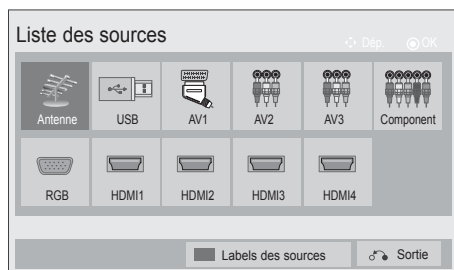 Liste des sources
Dép. OK
Antenne USB AV1 AV2 AV3 Component
RGB HDMI1 HDMI2 HDMI3 HDMI4
Labels des sources Sortie